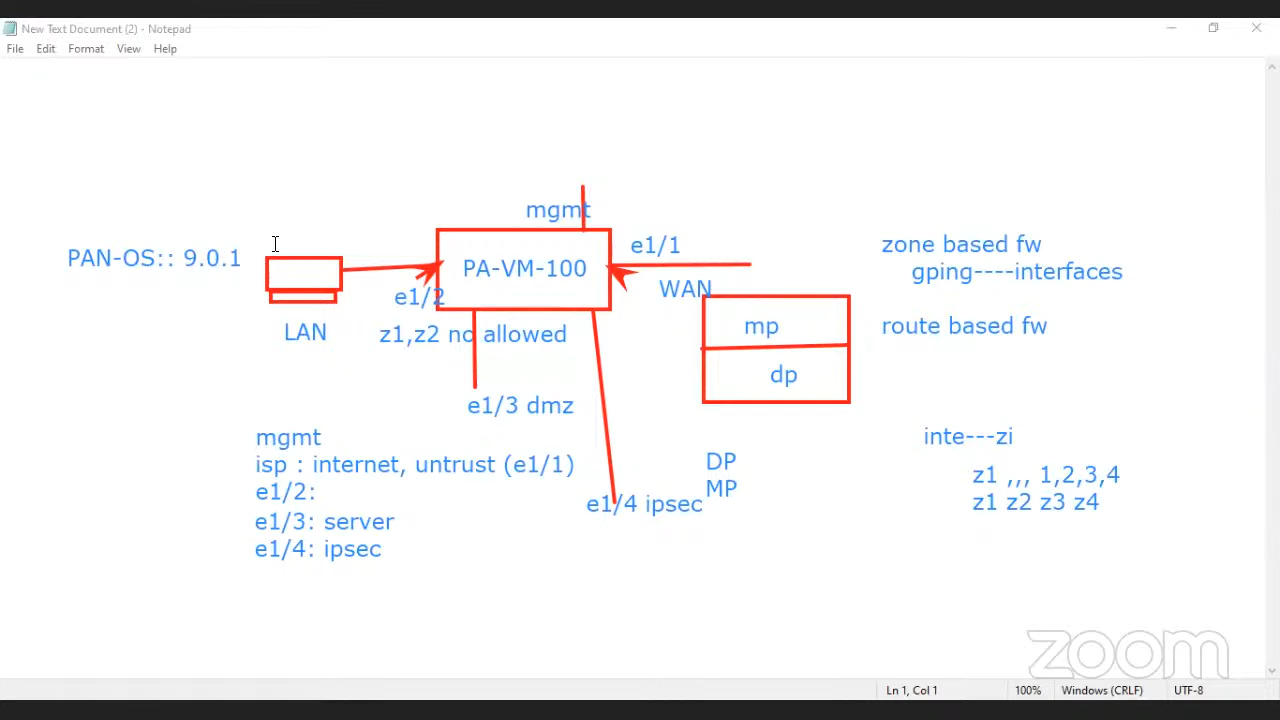 New Text Document (2) - Notepad
File Edit Format View Help
mgmt
PA-VM-100
PAN-OS:: 9.0.1
e1/1
WAN
e1/2
LAN
z1,z2 no allowed
e1/3 dmz
e1/4 ipsec
mp
dp
DP
MP
zone based fw
gping----interfaces
route based fw
inte---zi
z1 ,,, 1,2,3,4
z1 z2 z3 z4
mgmt
isp : internet, untrust (e1/1)
e1/2:
e1/3: server
e1/4: ipsec
zoom
Ln 1, Col 1 100% Windows (CRLF) UTF-8